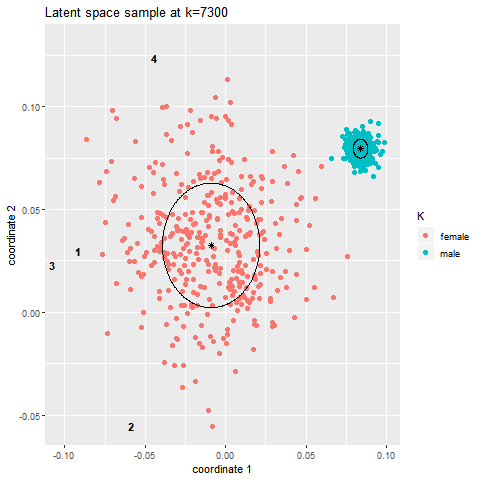 Latent space sample at k=7300
4
0.10
K
0.05
female
1
male
3
coordinate 2
0.00
2
-0.05
-0.10
-0.05
0.00
0.05
0.10
coordinate 1